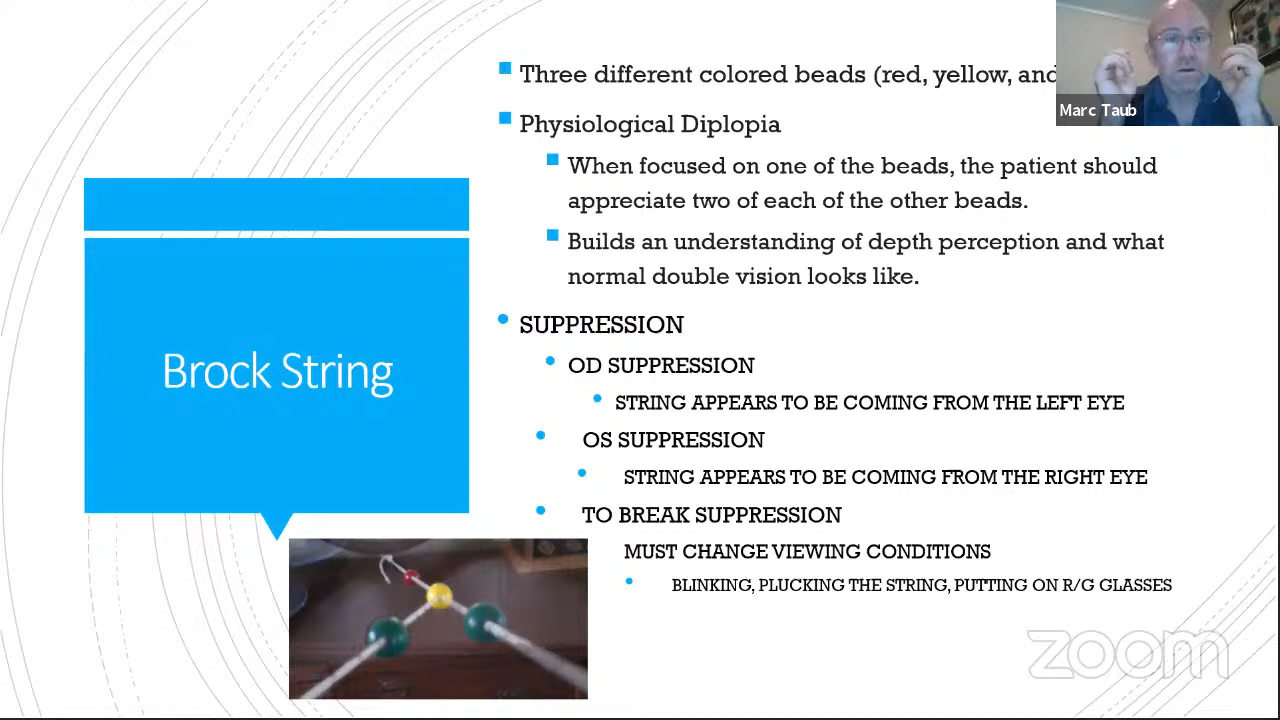 Three different colored beads (red, yellow, and
Marc Taub
Physiological Diplopia
When focused on one of the beads, the patient should
appreciate two of each of the other beads.
Builds an understanding of depth perception and what
normal double vision looks like.
Brock String
SUPPRESSION
OD SUPPRESSION
STRING APPEARS TO BE COMING FROM THE LEFT EYE
OS SUPPRESSION
STRING APPEARS TO BE COMING FROM THE RIGHT EYE
TO BREAK SUPPRESSION
MUST CHANGE VIEWING CONDITIONS
BLINKING, PLUCKING THE STRING, PUTTING ON R/G GLASSES
zoom